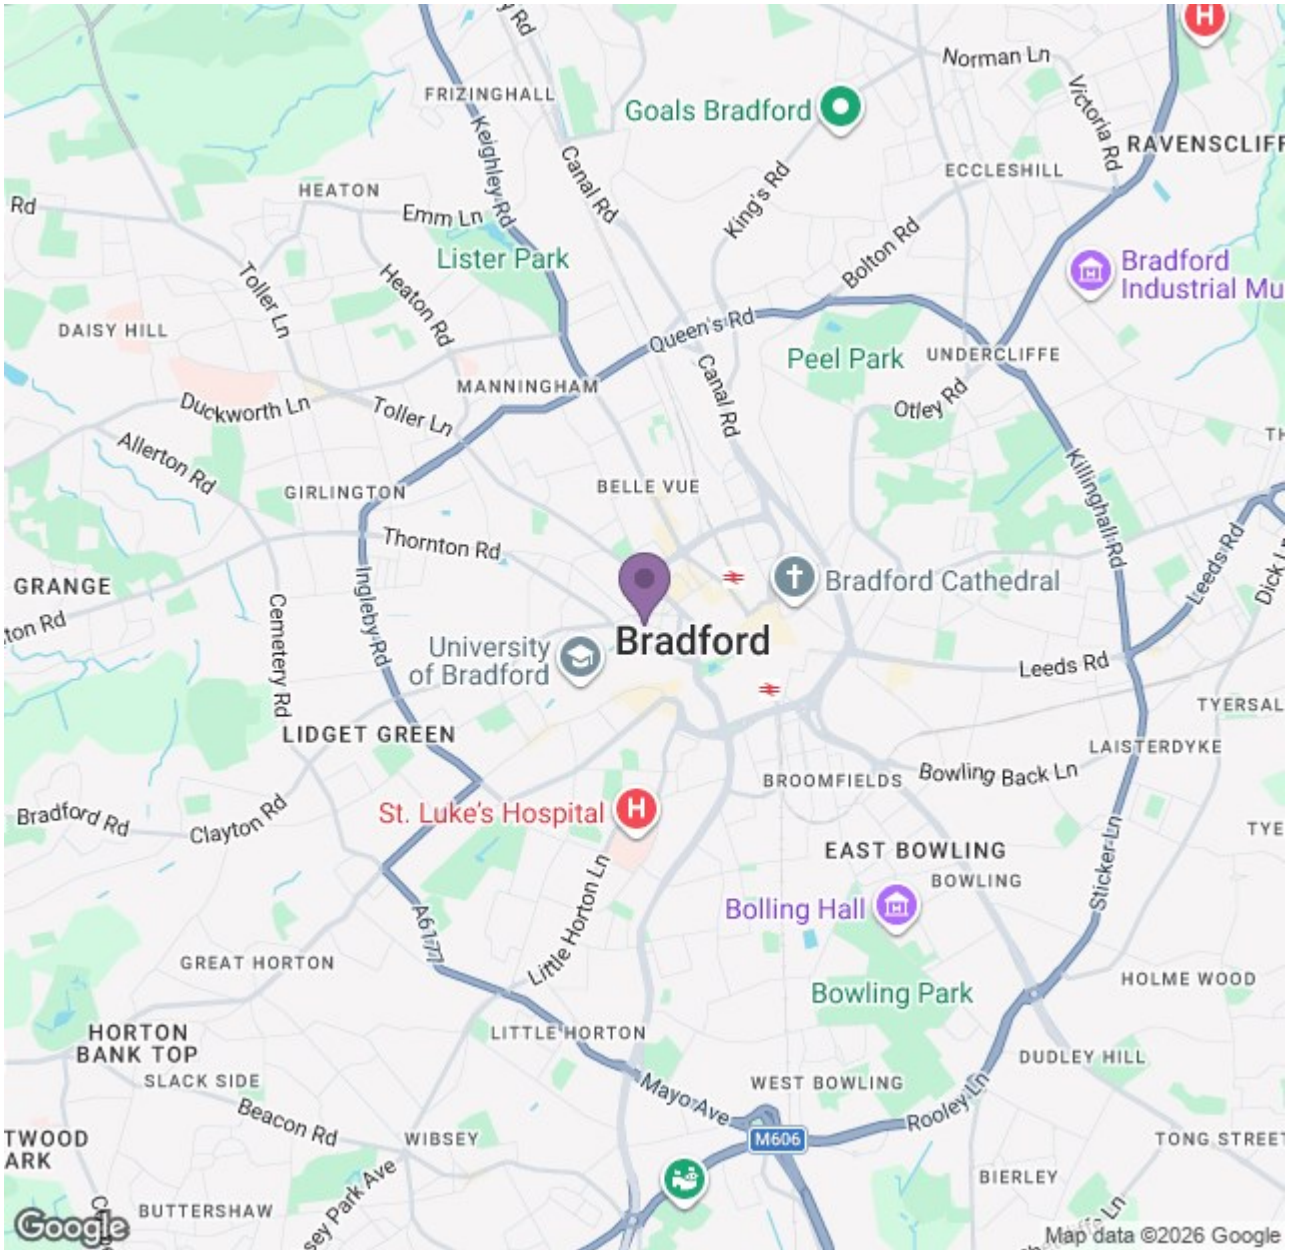 Rd
Norman Ln
FRIZINGHALL
Goals Bradford
Victoria Rd
RAVENSCLIFF
Keighley Rd
Canal Rd
ECCLESHILL
HEATON
King's Rd
Rd
Emm Ln
Lister Park
Bolton Rd
Bradford
Industrial Mu
Toller Ln
Heaton Rd
DAISY HILL
Queen's Rd
Peel Park
UNDERCLIFFE
MANNINGHAM
Canal Rd
Duckworth Ln
Toller Ln
Otley Rd
TH
Allerton Rd
Killinghall Rd
GIRLINGTON
BELLE VUE
Thornton Rd
Leeds Rd
Dick L
GRANGE
Bradford Cathedral
ton Rd
Cemetery Rd
Ingleby Rd
University
of Bradford
Bradford
Leeds Rd
TYERSAL
LIDGET GREEN
LAISTERDYKE
BROOMFIELDS
Bowling Back Ln
Bradford Rd
Clayton Rd
St. Luke's Hospital
H
TYE
EAST BOWLING
BOWLING
Sticker Ln
Little Horton Ln
Bolling Hall
A6177
GREAT HORTON
Bowling Park
HOLME WOOD
HORTON
BANK TOP
LITTLE HORTON
DUDLEY HILL
SLACK SIDE
Mayo Ave
WEST BOWLING
Rooley Ln
Beacon Rd
TWOOD
ARK
WIBSEY
M606
TONG STREET
BIERLEY
BUTTERSHAW
sey Park Ave
Google
Map data ©2026 Google